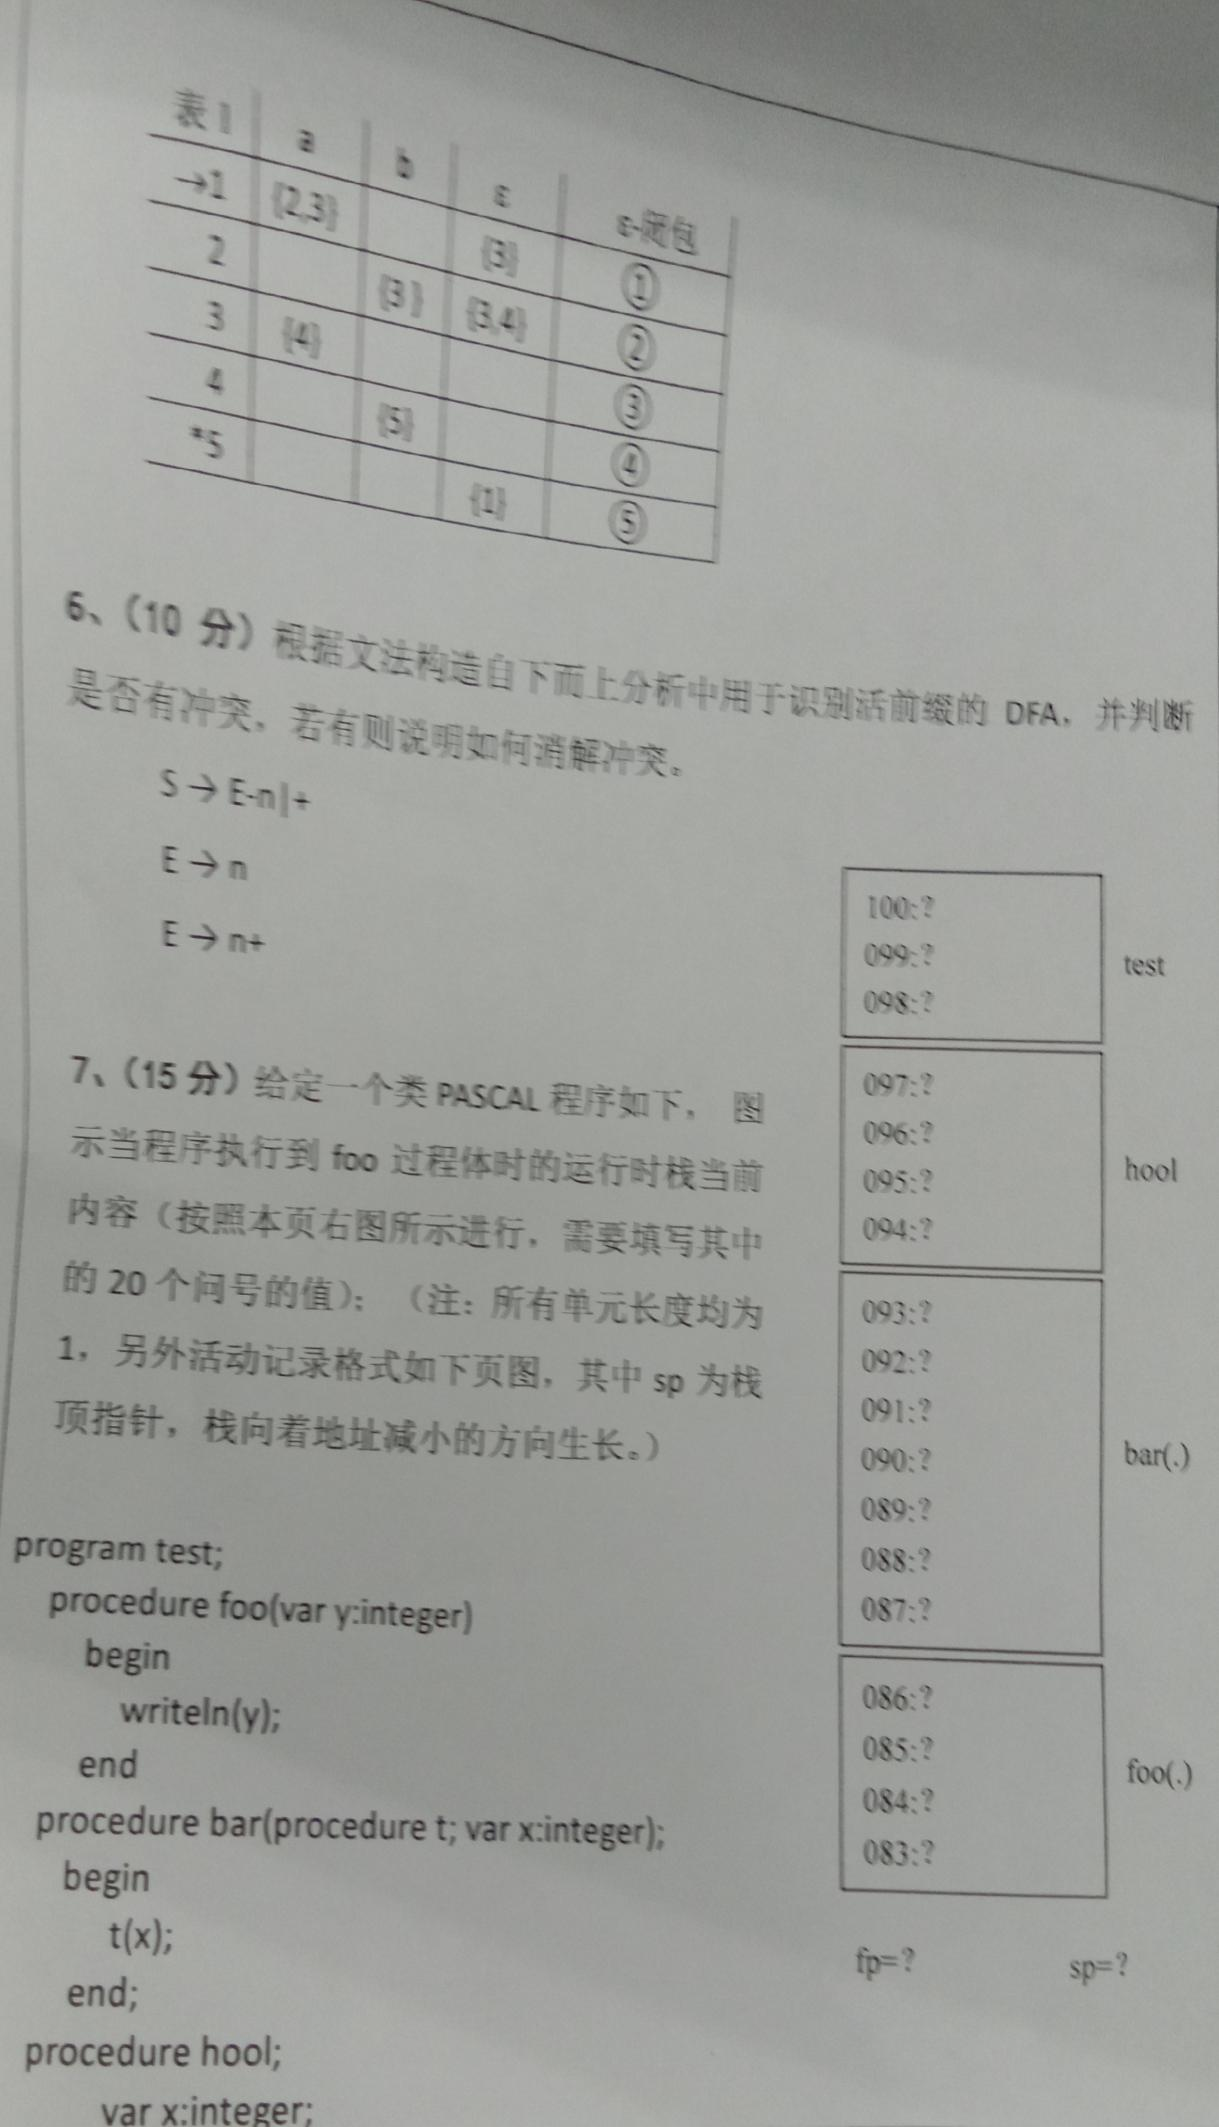 表1 a b ε ε-闭包
→1 {2,3} {3} ①
2 {3} {3,4} ②
3 {4} ③
4 {5} ④
*5 {1} ⑤
6、（10 分）根据文法构造自下而上分析中用于识别活前缀的 DFA，并判断
是否有冲突，若有则说明如何消解冲突。
S → E-n|+
E → n
E → n+
7、（15 分）给定一个类 PASCAL 程序如下， 图
示当程序执行到 foo 过程体时的运行时栈当前
内容（按照本页右图所示进行，需要填写其中
的 20 个问号的值）；（注：所有单元长度均为
1，另外活动记录格式如下页图，其中 sp 为栈
顶指针，栈向着地址减小的方向生长。）
program test;
procedure foo(var y:integer)
begin
writeln(y);
end
procedure bar(procedure t; var x:integer);
begin
t(x);
end;
procedure hool;
var x:integer;
100:?
099:?
098:?
test
097:?
096:?
095:?
094:?
hool
093:?
092:?
091:?
090:?
089:?
088:?
087:?
bar(.)
086:?
085:?
084:?
083:?
foo(.)
fp=? sp=?